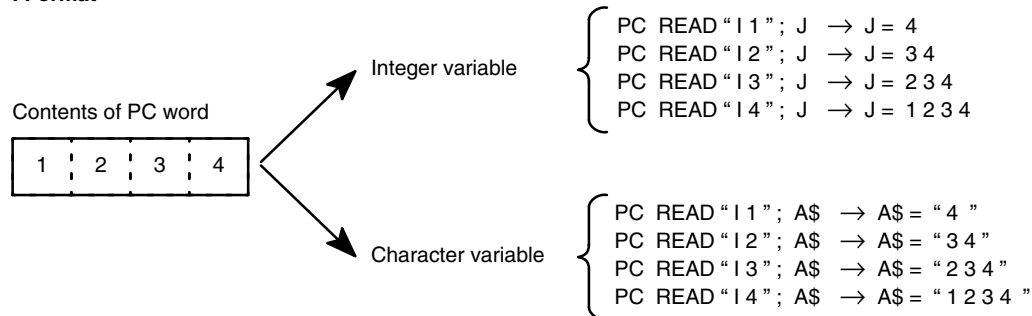 Integer variable
PC READ “ I 1 ” ; J → J = 4
PC READ “ I 2 ” ; J → J = 3 4
PC READ “ I 3 ” ; J → J = 2 3 4
PC READ “ I 4 ” ; J → J = 1 2 3 4
Contents of PC word
1 2 3 4
Character variable
PC READ “ I 1 ” ; A$ → A$ = “ 4 ”
PC READ “ I 2 ” ; A$ → A$ = “ 3 4 ”
PC READ “ I 3 ” ; A$ → A$ = “ 2 3 4 ”
PC READ “ I 4 ” ; A$ → A$ = “ 1 2 3 4 ”